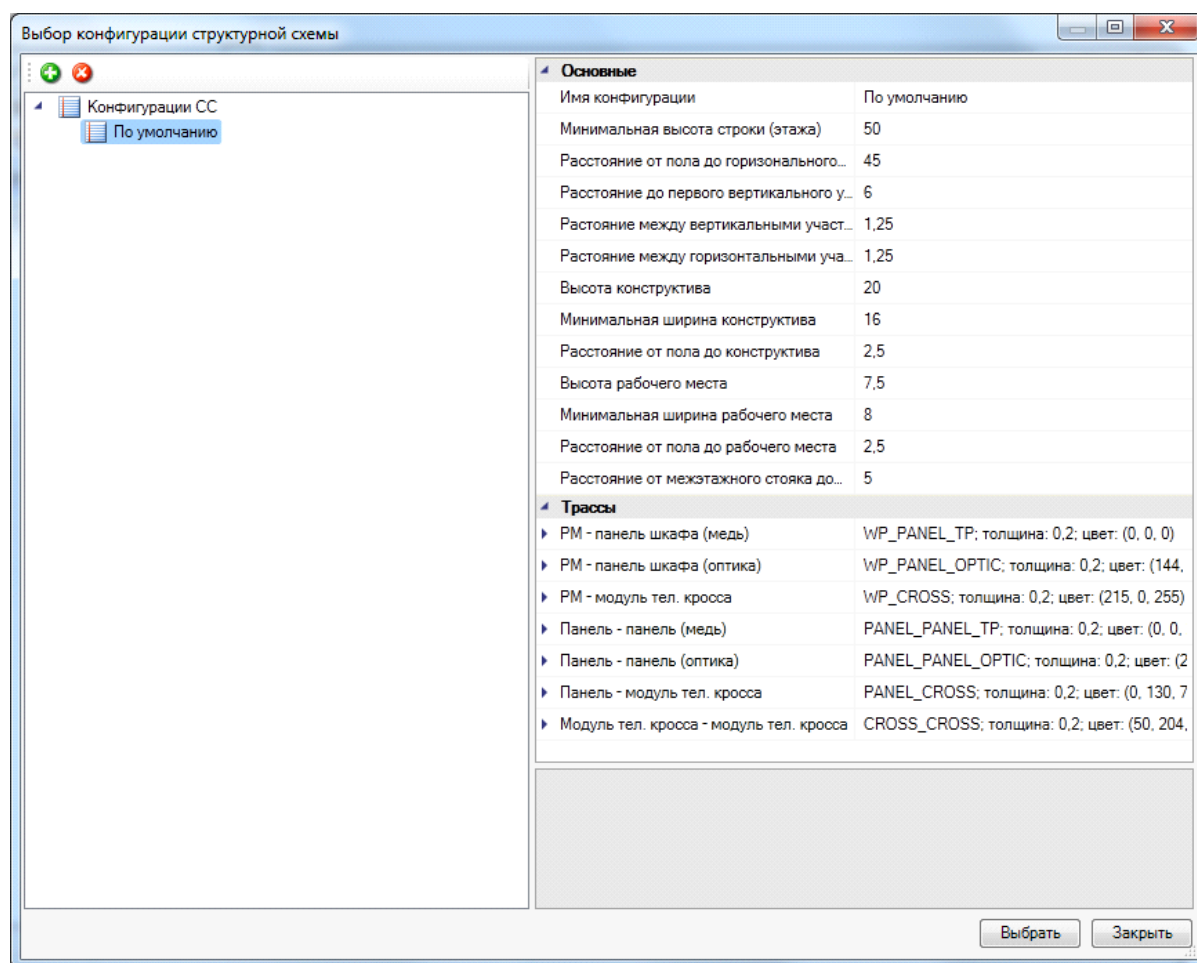 Выбор конфигурации структурной схемы
Конфигурации СС
По умолчанию
Основные
Имя конфигурации По умолчанию
Минимальная высота строки (этажа) 50
Расстояние от пола до горизонального... 45
Расстояние до первого вертикального у... 6
Растояние между вертикальными участ... 1,25
Растояние между горизонтальными уча... 1,25
Высота конструктива 20
Минимальная ширина конструктива 16
Расстояние от пола до конструктива 2,5
Высота рабочего места 7,5
Минимальная ширина рабочего места 8
Расстояние от пола до рабочего места 2,5
Расстояние от межэтажного стояка до... 5
Трассы
РМ - панель шкафа (медь) WP_PANEL_TP; толщина: 0,2; цвет: (0, 0, 0)
РМ - панель шкафа (оптика) WP_PANEL_OPTIC; толщина: 0,2; цвет: (144,
РМ - модуль тел. кросса WP_CROSS; толщина: 0,2; цвет: (215, 0, 255)
Панель - панель (медь) PANEL_PANEL_TP; толщина: 0,2; цвет: (0, 0,
Панель - панель (оптика) PANEL_PANEL_OPTIC; толщина: 0,2; цвет: (2
Панель - модуль тел. кросса PANEL_CROSS; толщина: 0,2; цвет: (0, 130, 7
Модуль тел. кросса - модуль тел. кросса CROSS_CROSS; толщина: 0,2; цвет: (50, 204,
Выбрать Закрыть